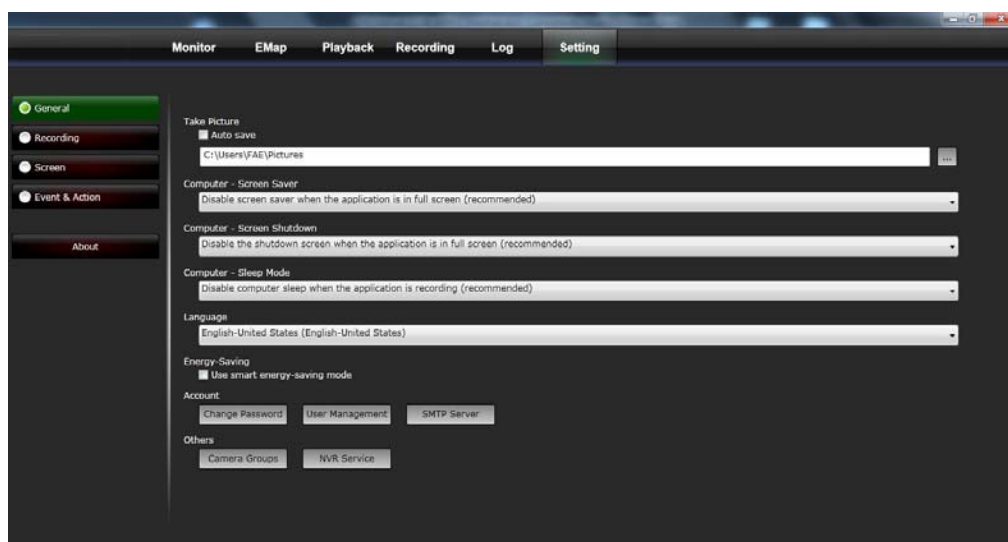 Monitor EMap Playback Recording Log Setting
General
Recording
Screen
Event & Action
About
Take Picture
Auto save
C:\Users\FAE\Pictures
...
Computer - Screen Saver
Disable screen saver when the application is in full screen (recommended)
Computer - Screen Shutdown
Disable the shutdown screen when the application is in full screen (recommended)
Computer - Sleep Mode
Disable computer sleep when the application is recording (recommended)
Language
English-United States (English-United States)
Energy-Saving
Use smart energy-saving mode
Account
Change Password User Management SMTP Server
Others
Camera Groups NVR Service